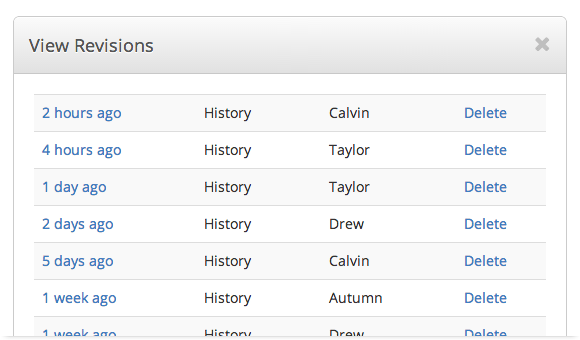 View Revisions
2 hours ago History Calvin Delete
4 hours ago History Taylor Delete
1 day ago History Taylor Delete
2 days ago History Drew Delete
5 days ago History Calvin Delete
1 week ago History Autumn Delete
1 week ago History Drew Delete